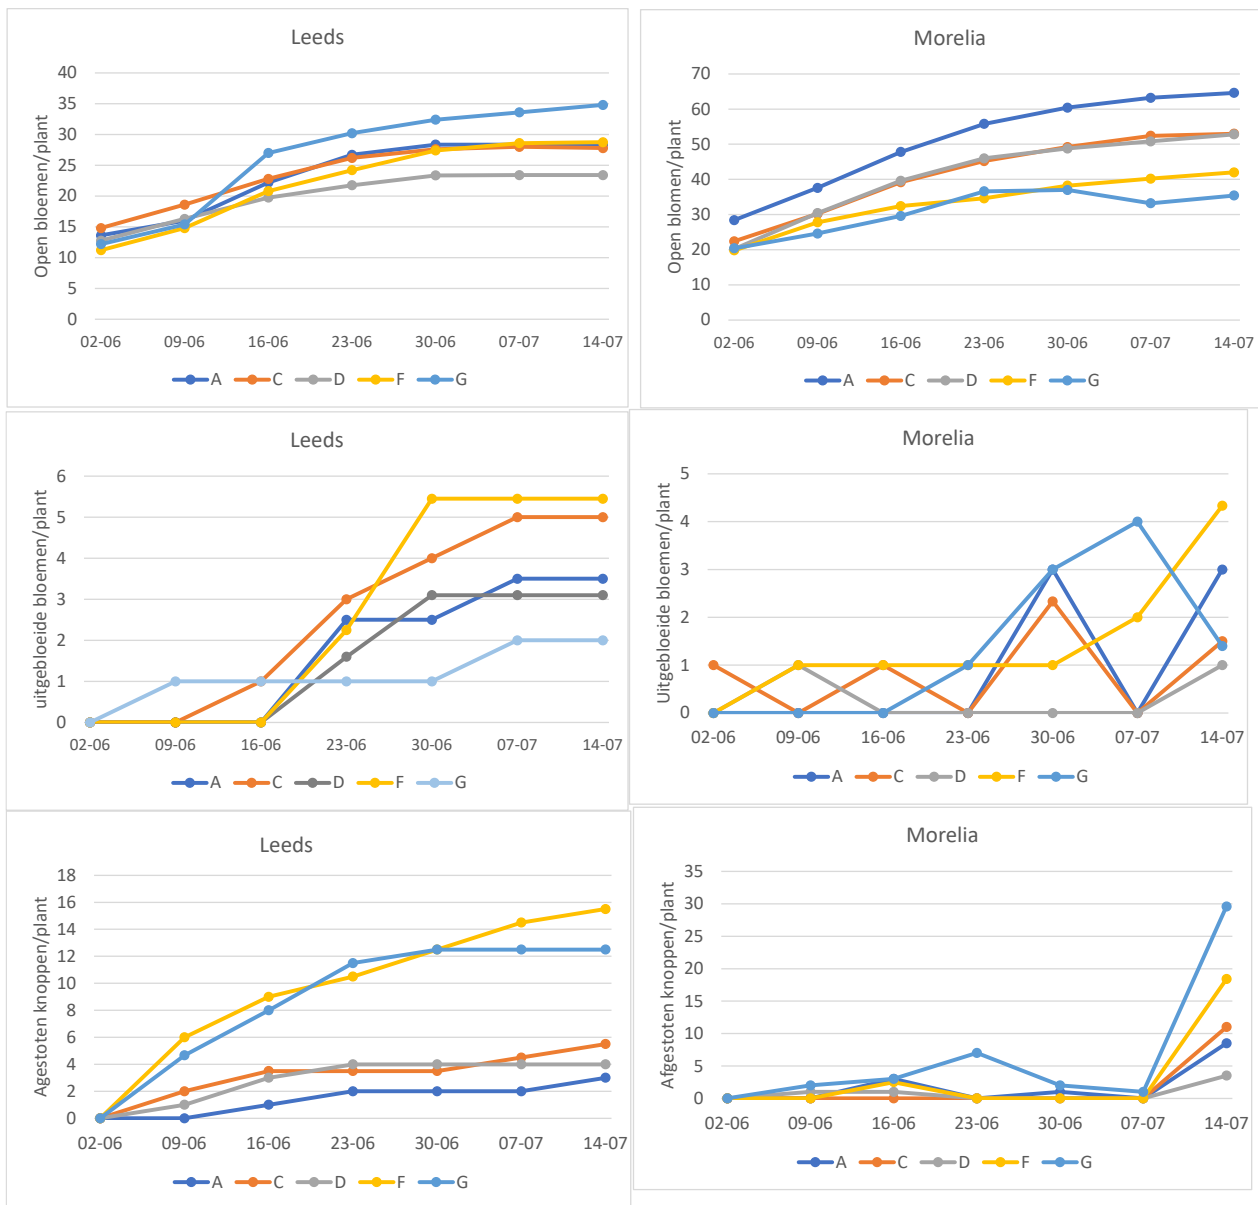 Leeds
Open bloemen/plant
40
35
30
25
20
15
10
5
0
02-06 09-06 16-06 23-06 30-06 07-07 14-07
A C D F G
Morelia
Open blomen/plant
70
60
50
40
30
20
10
0
02-06 09-06 16-06 23-06 30-06 07-07 14-07
A C D F G
Leeds
uitgebloeide bloemen/plant
6
5
4
3
2
1
0
02-06 09-06 16-06 23-06 30-06 07-07 14-07
A C D F G
Morelia
Uitgebloeide bloemen/plant
5
4
3
2
1
0
02-06 09-06 16-06 23-06 30-06 07-07 14-07
A C D F G
Leeds
Agestoten knoppen/plant
18
16
14
12
10
8
6
4
2
0
02-06 09-06 16-06 23-06 30-06 07-07 14-07
A C D F G
Morelia
Afgestoten knoppen/plant
35
30
25
20
15
10
5
0
02-06 09-06 16-06 23-06 30-06 07-07 14-07
A C D F G